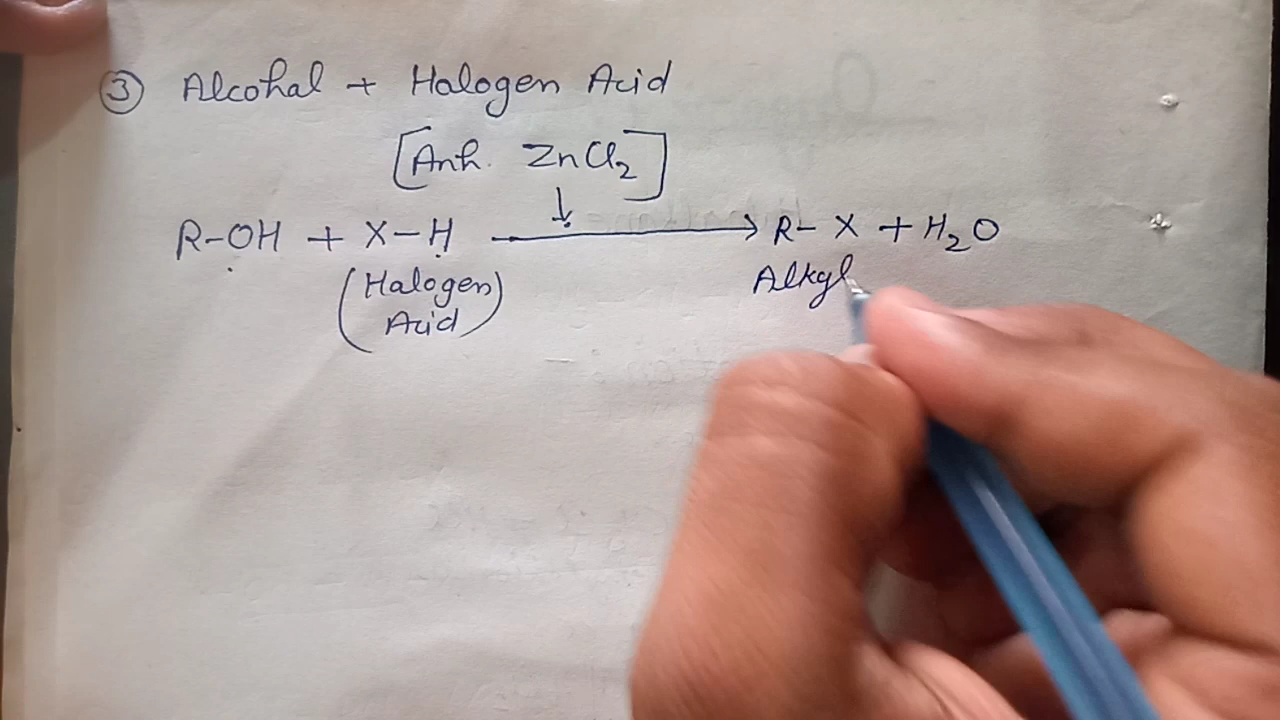 ③ Alcohal + Halogen Acid
[Anh. ZnCl₂]
↓
R-OH + X-H ⟶ R-X + H₂O
(Halogen Acid)
Alkyl